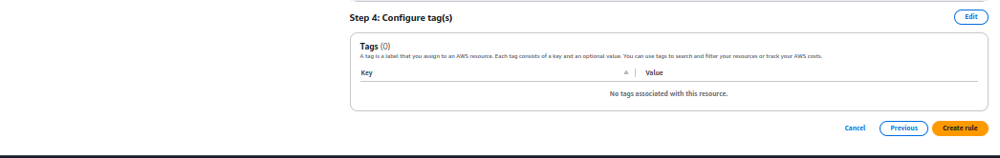 Step 4: Configure tag(s)
Edit
Tags (0)
A tag is a label that you assign to an AWS resource. Each tag consists of a key and an optional value. You can use tags to search and filter your resources or track your AWS costs.
Key
Value
No tags associated with this resource.
Cancel
Previous
Create rule